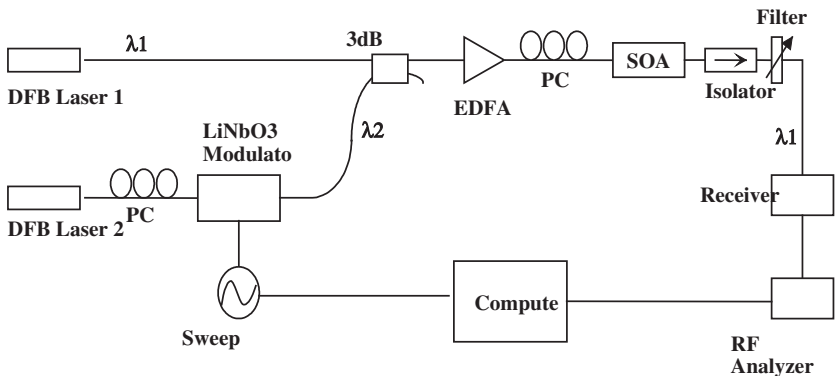 Filter
λ1
3dB
SOA
DFB Laser 1
EDFA
PC
Isolator
LiNbO3
Modulato
λ2
λ1
PC
DFB Laser 2
Receiver
Compute
Sweep
RF
Analyzer